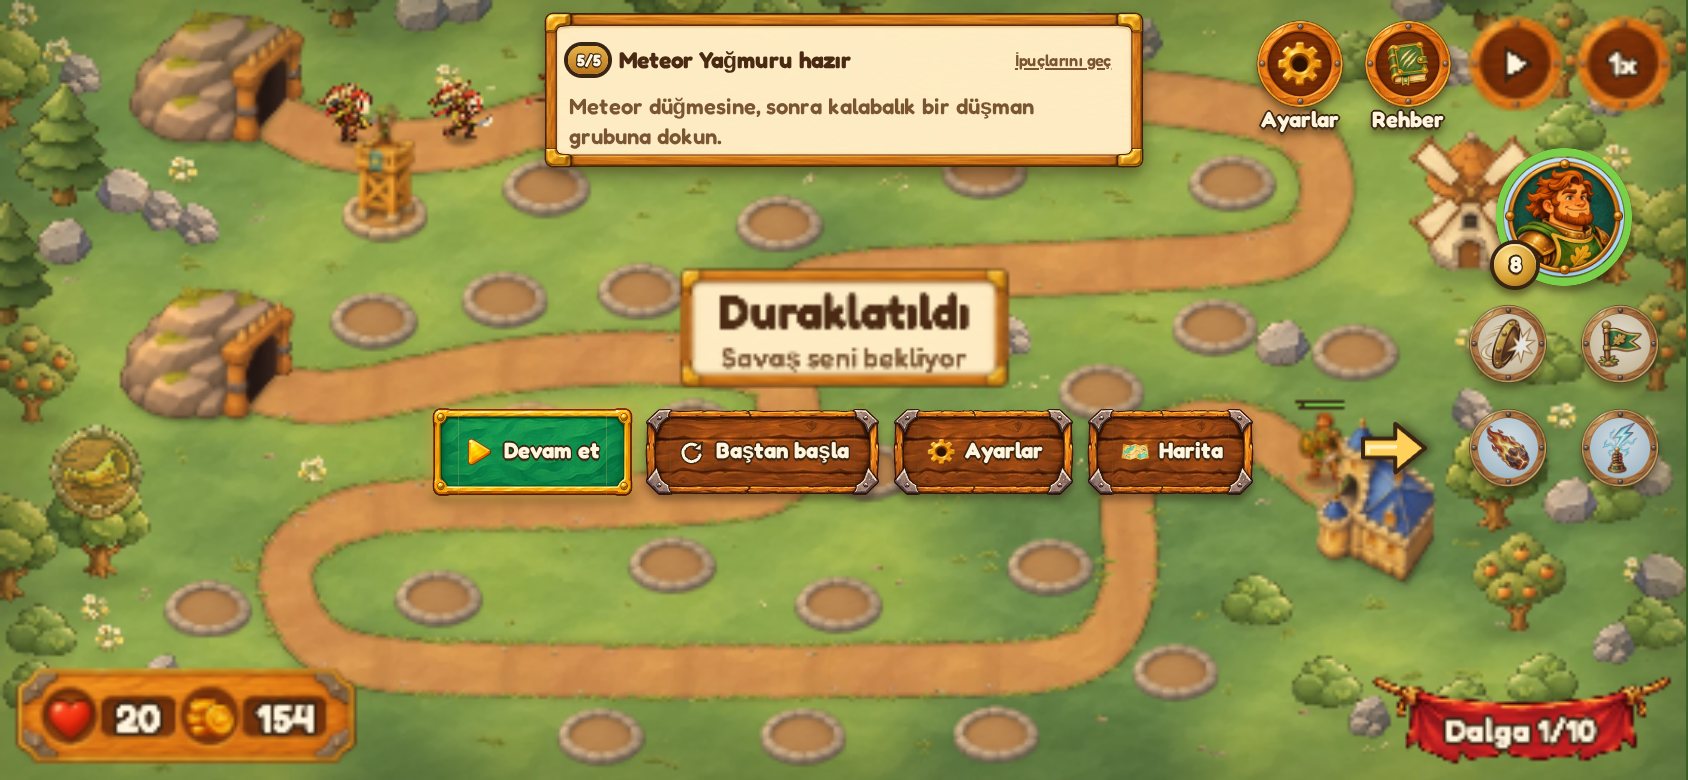 5/5 Meteor Yağmuru hazır İpuçlarını geç
Meteor düğmesine, sonra kalabalık bir düşman
grubuna dokun.
1x
Ayarlar Rehber
8
Duraklatıldı
Savaş seni bekliyor
Devam et Baştan başla Ayarlar Harita
20 154
Dalga 1/10